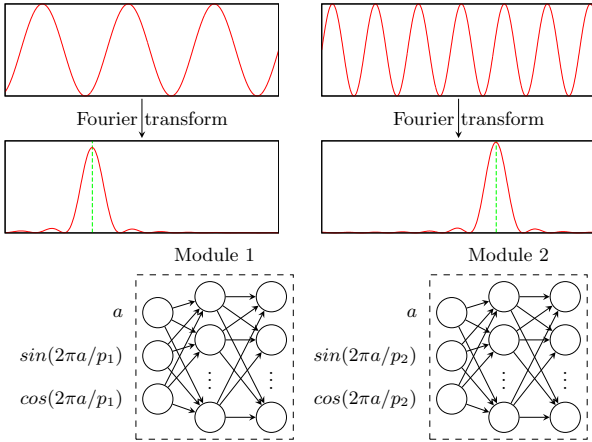 Fourier transform
Fourier transform
Module 1
Module 2
a
sin(2πa/p₁)
cos(2πa/p₁)
⋮
⋮
a
sin(2πa/p₂)
cos(2πa/p₂)
⋮
⋮